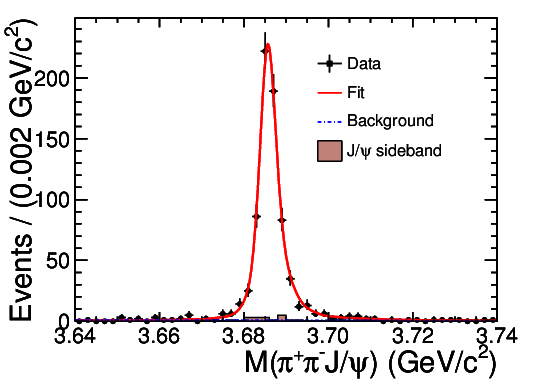 Events / (0.002 GeV/c²)
200
150
100
50
0
Data
Fit
Background
J/ψ sideband
3.64 3.66 3.68 3.70 3.72 3.74
M(π⁺π⁻J/ψ) (GeV/c²)